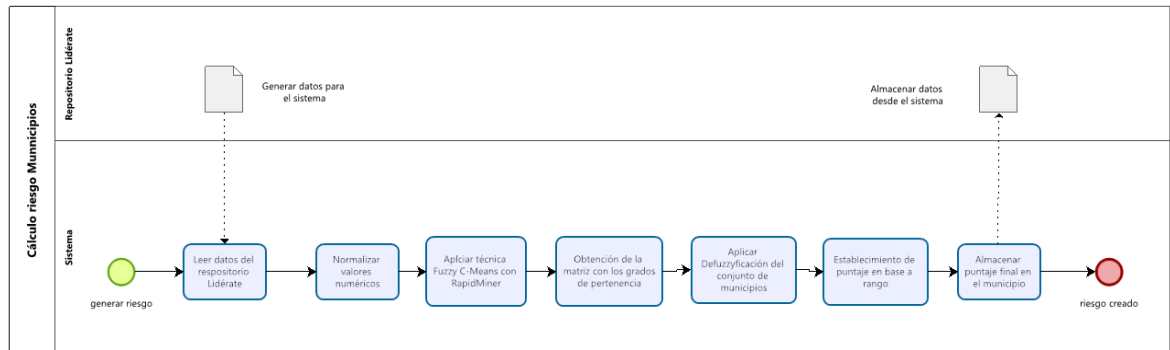 Cálculo riesgo Munnicipios
Repositorio Lidérate
Generar datos para
el sistema
Almacenar datos
desde el sistema
Sistema
generar riesgo
Leer datos del
respositorio
Lidérate
Normalizar
valores
numéricos
Aplciar técnica
Fuzzy C-Means con
RapidMiner
Obtención de la
matriz con los grados
de pertenencia
Aplicar
Defuzzyficación del
conjunto de
municipios
Establecimiento de
puntaje en base a
rango
Almacenar
puntaje final en
el municipio
riesgo creado